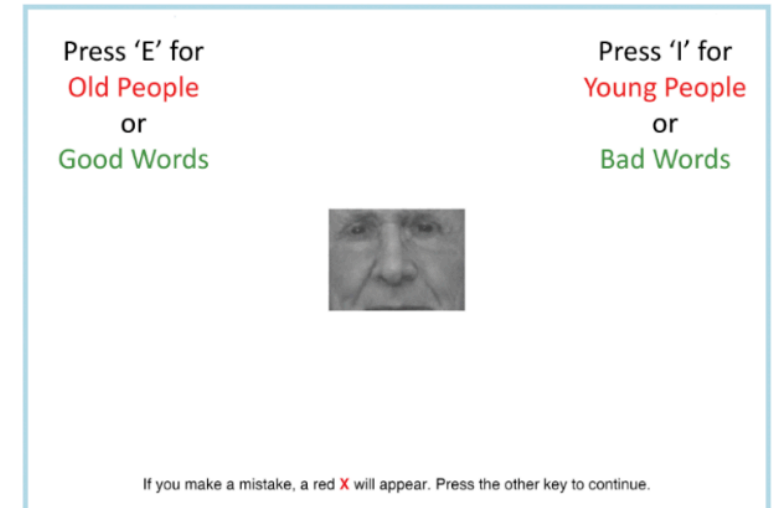 Press ‘E’ for
Old People
or
Good Words
Press ‘I’ for
Young People
or
Bad Words
If you make a mistake, a red X will appear. Press the other key to continue.